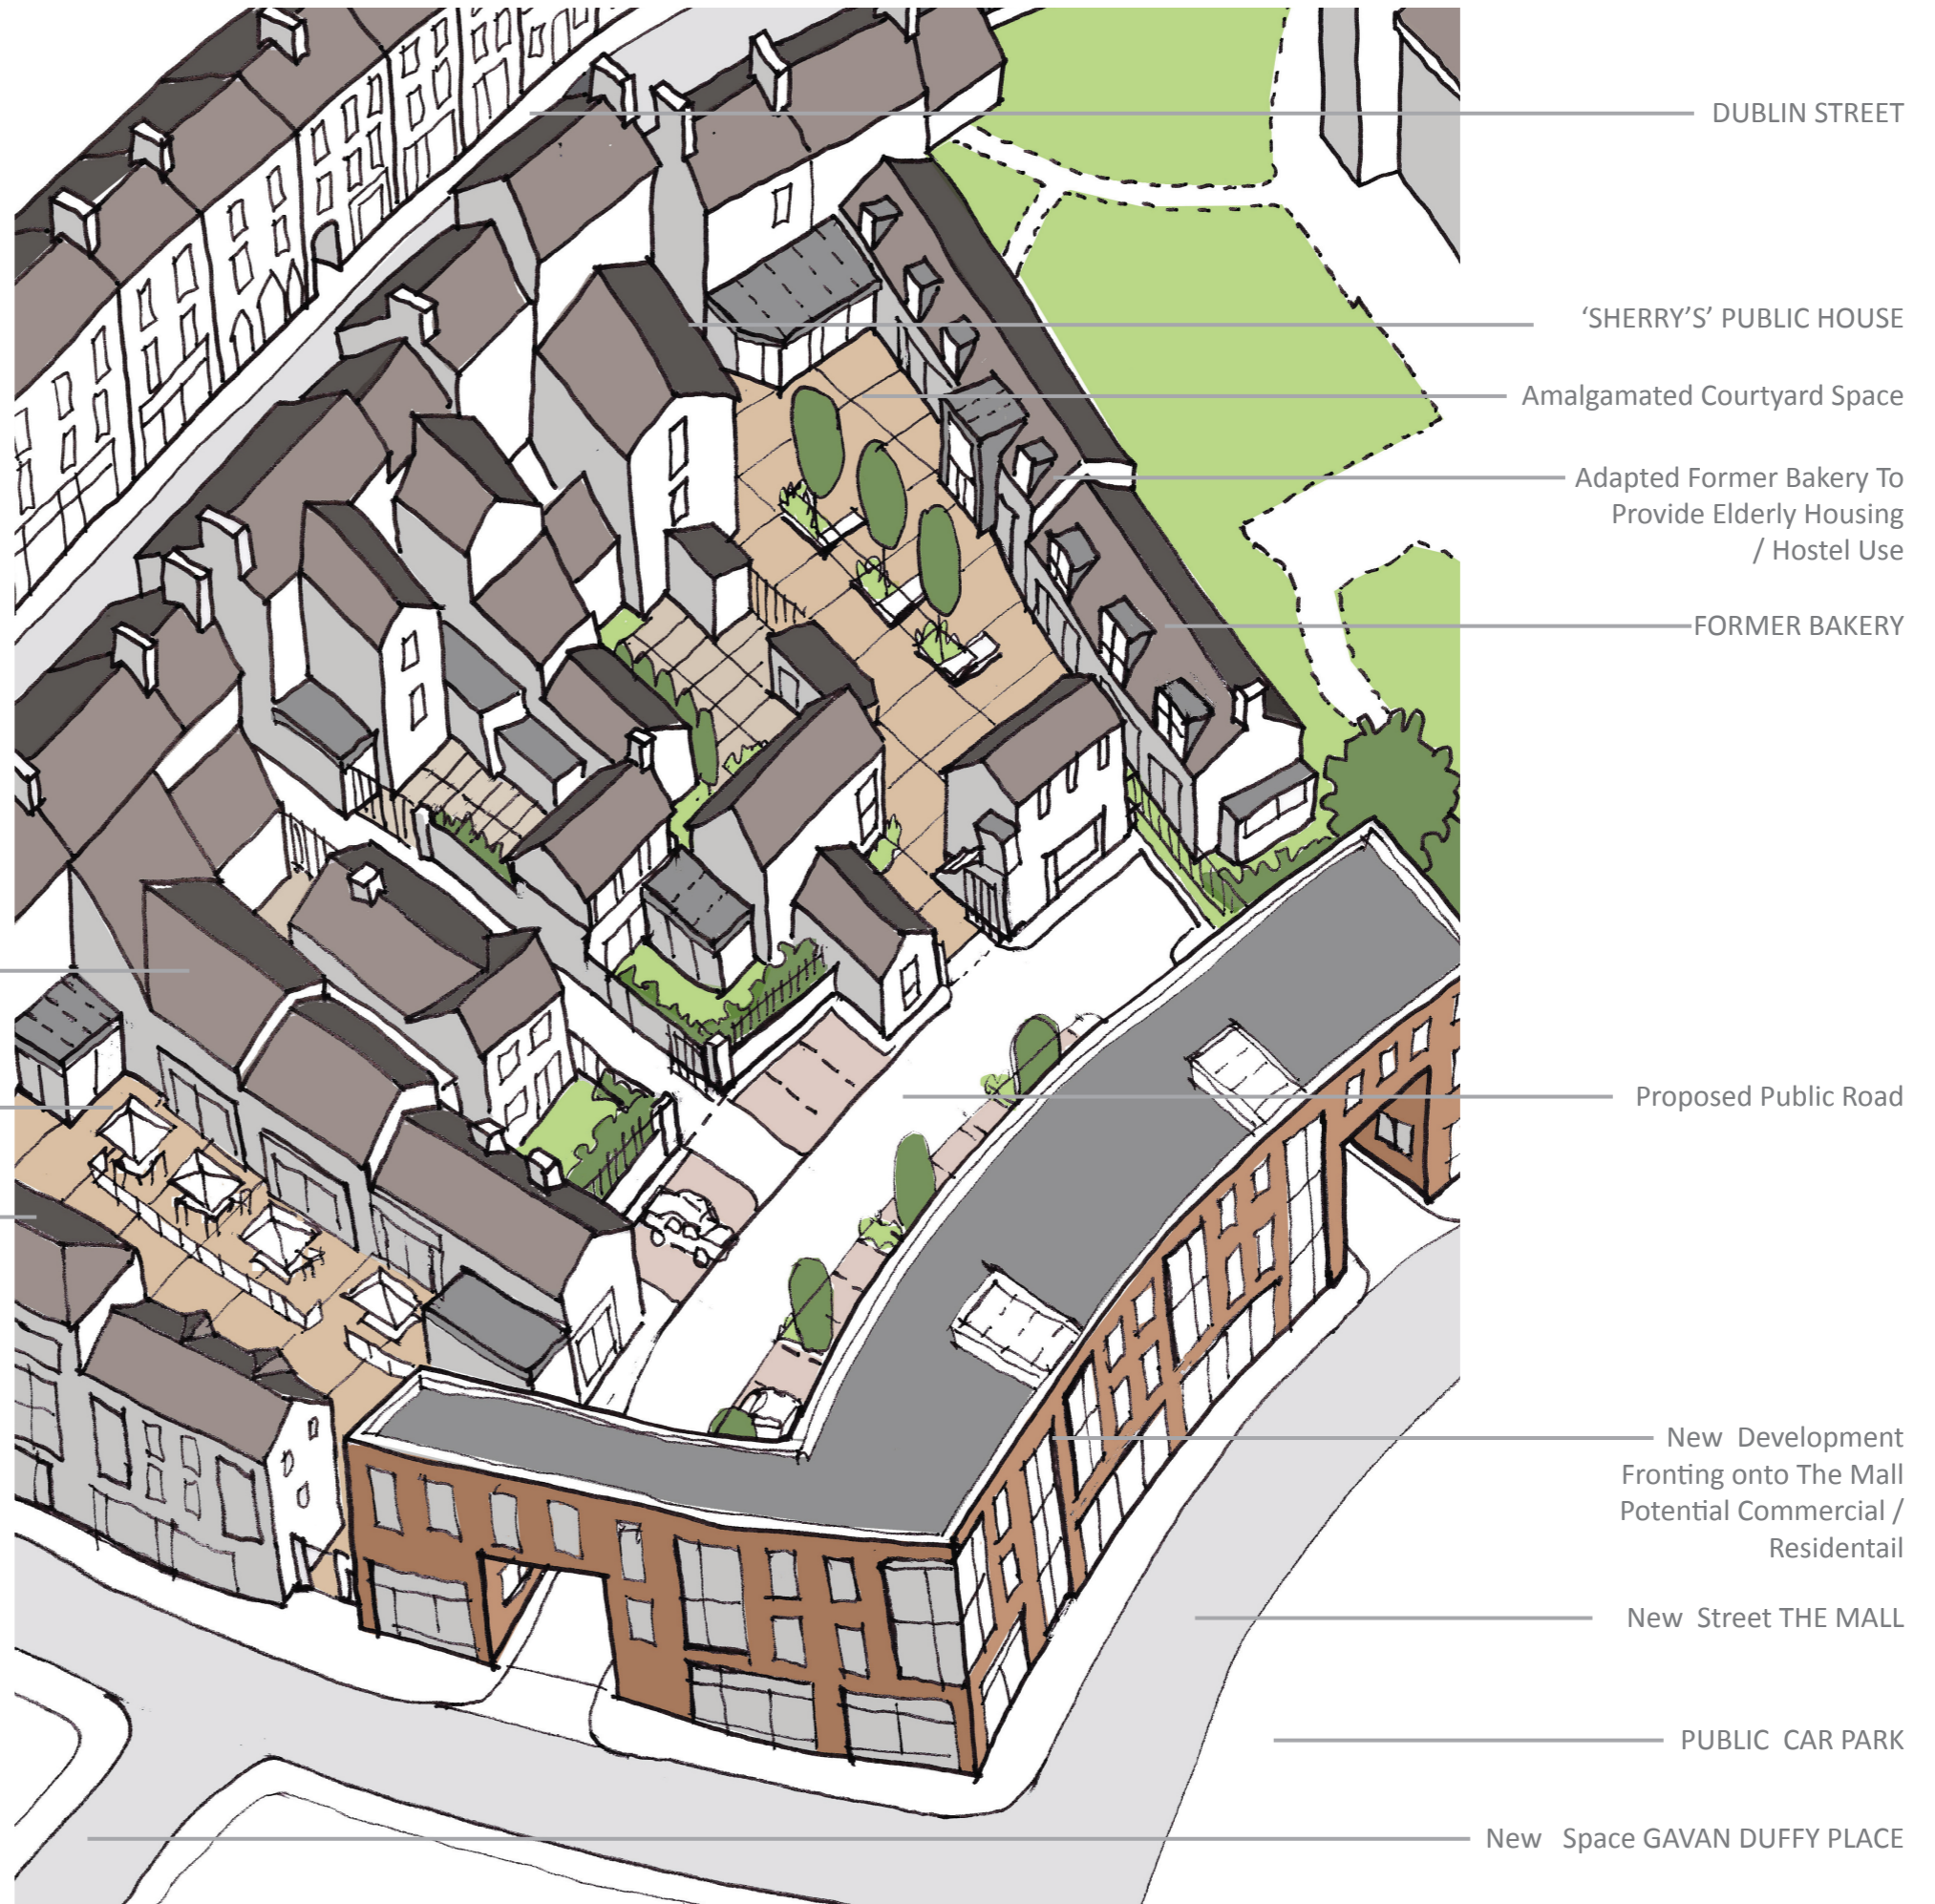 DUBLIN STREET
‘SHERRY’S’ PUBLIC HOUSE
Amalgamated Courtyard Space
Adapted Former Bakery To
Provide Elderly Housing
/ Hostel Use
FORMER BAKERY
Proposed Public Road
New Development
Fronting onto The Mall
Potential Commercial /
Residentail
New Street THE MALL
PUBLIC CAR PARK
New Space GAVAN DUFFY PLACE